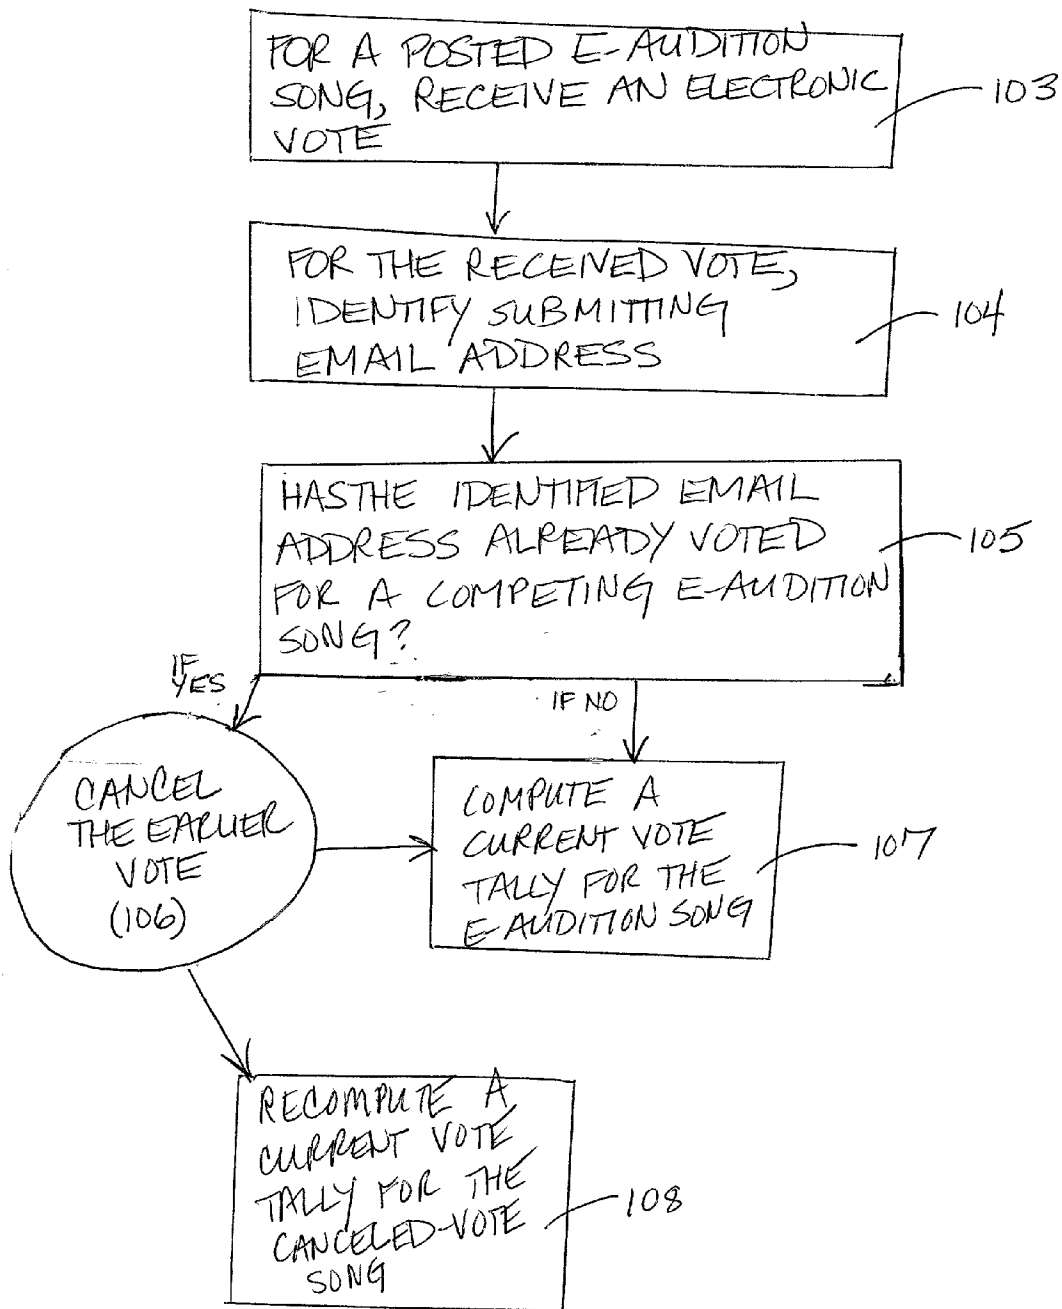 FOR A POSTED E-AUDITION
SONG, RECEIVE AN ELECTRONIC
VOTE
103
FOR THE RECEIVED VOTE,
IDENTIFY SUBMITTING
EMAIL ADDRESS
104
HAS THE IDENTIFIED EMAIL
ADDRESS ALREADY VOTED
FOR A COMPETING E-AUDITION
SONG?
105
IF
YES
IF NO
CANCEL
THE EARLIER
VOTE
(106)
COMPUTE A
CURRENT VOTE
TALLY FOR THE
E-AUDITION SONG
107
RECOMPUTE A
CURRENT VOTE
TALLY FOR THE
CANCELED-VOTE
SONG
108